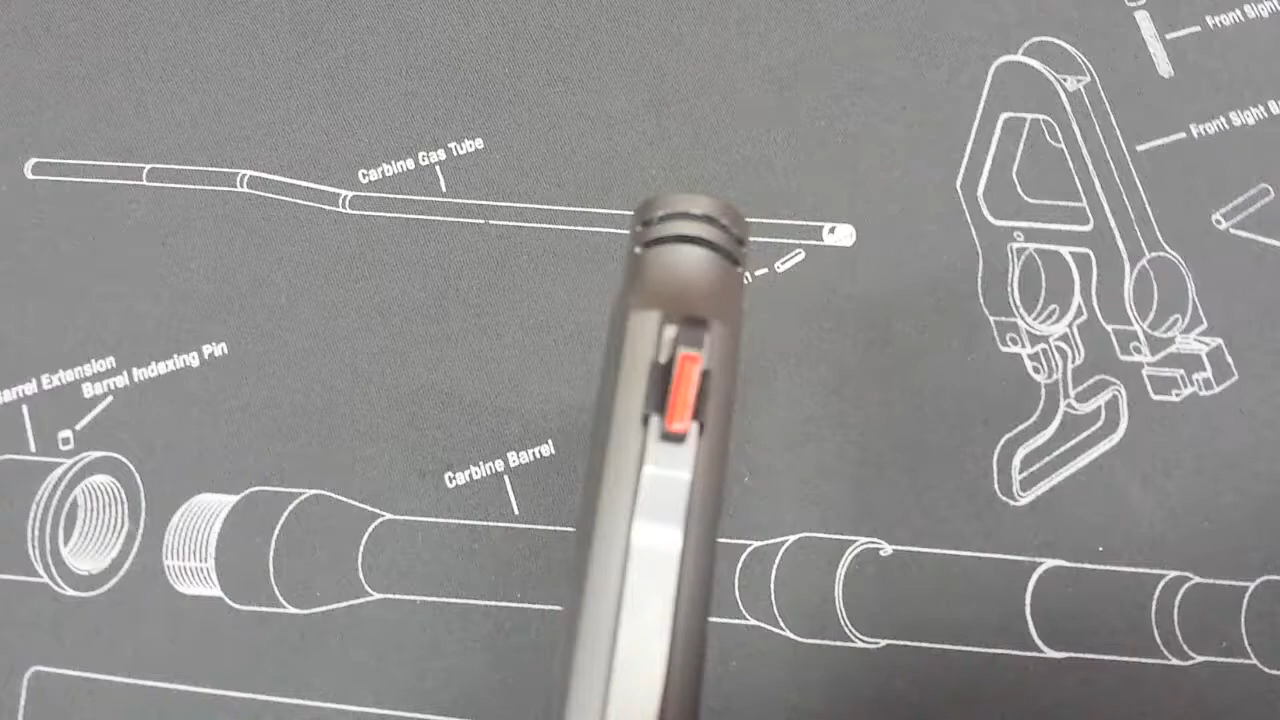 Front Sight
Front Sight
Carbine Gas Tube
Barrel Indexing Pin
Barrel Extension
Carbine Barrel